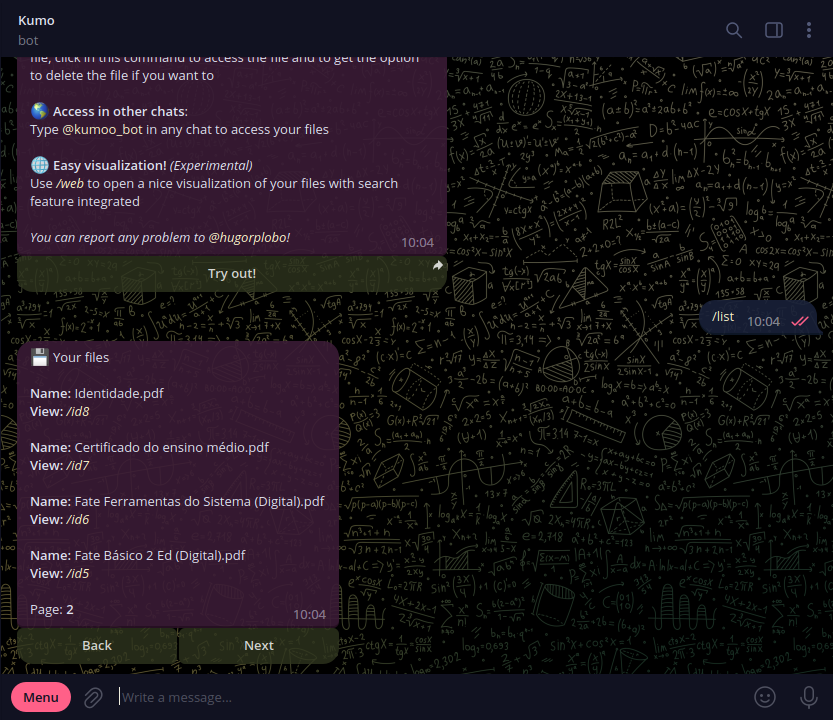 Kumo
bot
file, click in this command to access the file and to get the option
to delete the file if you want to
Access in other chats:
Type @kumoo_bot in any chat to access your files
Easy visualization! (Experimental)
Use /web to open a nice visualization of your files with search
feature integrated
You can report any problem to @hugorplobo!
10:04
Try out!
/list 10:04
Your files
Name: Identidade.pdf
View: /id8
Name: Certificado do ensino médio.pdf
View: /id7
Name: Fate Ferramentas do Sistema (Digital).pdf
View: /id6
Name: Fate Básico 2 Ed (Digital).pdf
View: /id5
Page: 2
10:04
Back Next
Menu Write a message...